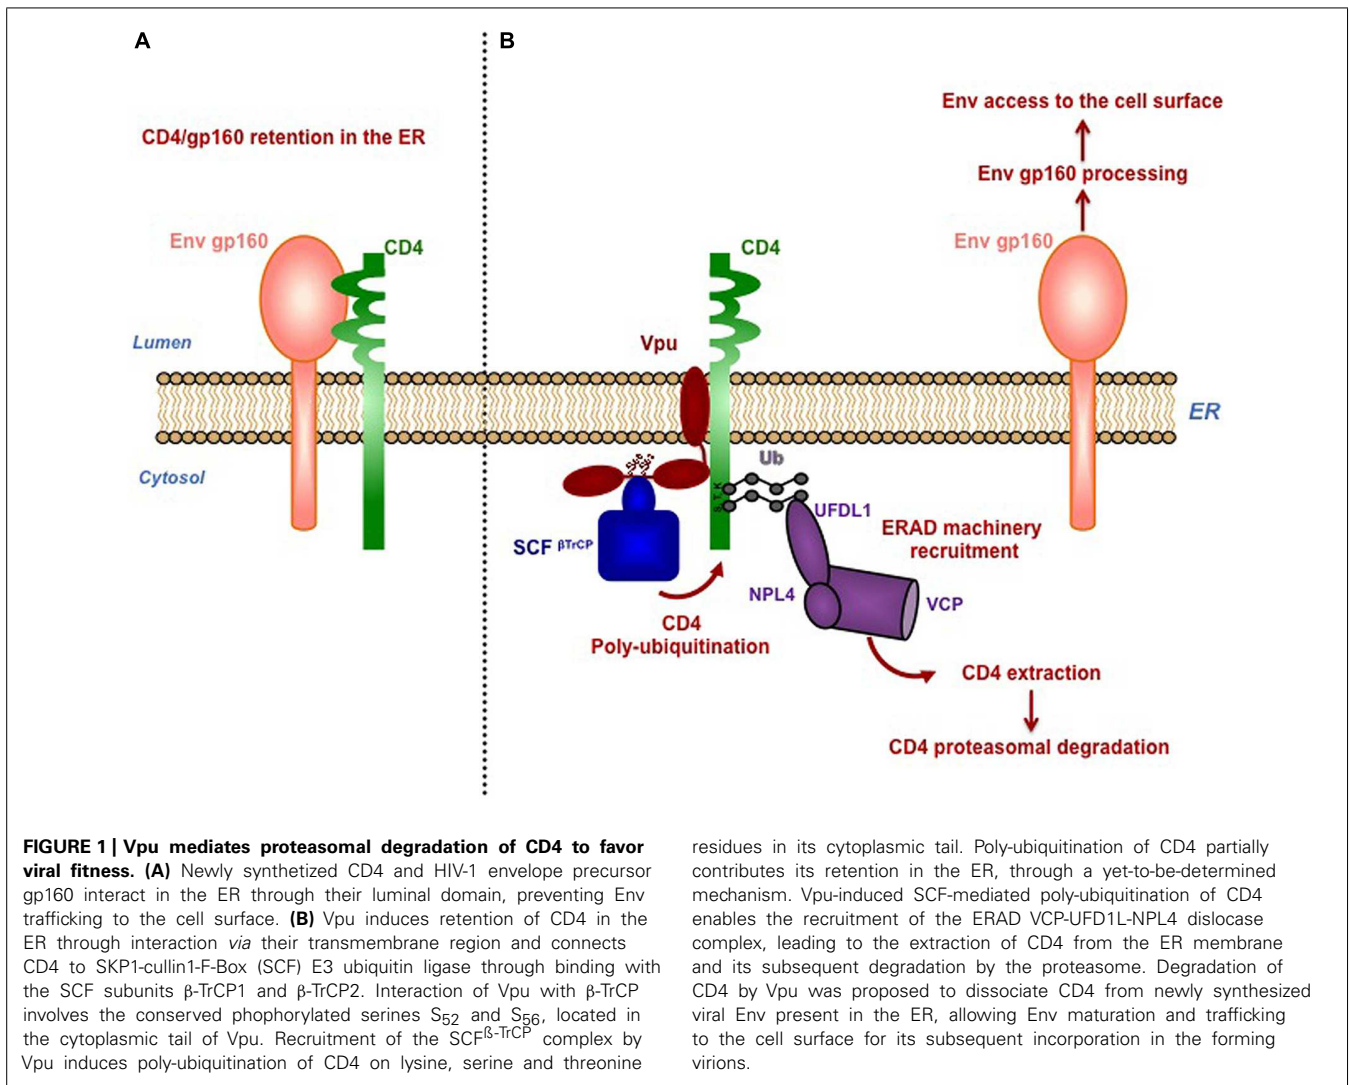 A
B
CD4/gp160 retention in the ER
Env access to the cell surface
Env gp160 processing
Env gp160
CD4
CD4
Env gp160
Lumen
Vpu
ER
Cytosol
Ub
S,T,K
UFDL1
SCF βTrCP
ERAD machinery
recruitment
NPL4
VCP
CD4
Poly-ubiquitination
CD4 extraction
CD4 proteasomal degradation
FIGURE 1 | Vpu mediates proteasomal degradation of CD4 to favor
viral fitness. (A) Newly synthetized CD4 and HIV-1 envelope precursor
gp160 interact in the ER through their luminal domain, preventing Env
trafficking to the cell surface. (B) Vpu induces retention of CD4 in the
ER through interaction via their transmembrane region and connects
CD4 to SKP1-cullin1-F-Box (SCF) E3 ubiquitin ligase through binding with
the SCF subunits β-TrCP1 and β-TrCP2. Interaction of Vpu with β-TrCP
involves the conserved phophorylated serines S52 and S56, located in
the cytoplasmic tail of Vpu. Recruitment of the SCFß-TrCP complex by
Vpu induces poly-ubiquitination of CD4 on lysine, serine and threonine
residues in its cytoplasmic tail. Poly-ubiquitination of CD4 partially
contributes its retention in the ER, through a yet-to-be-determined
mechanism. Vpu-induced SCF-mediated poly-ubiquitination of CD4
enables the recruitment of the ERAD VCP-UFD1L-NPL4 dislocase
complex, leading to the extraction of CD4 from the ER membrane
and its subsequent degradation by the proteasome. Degradation of
CD4 by Vpu was proposed to dissociate CD4 from newly synthesized
viral Env present in the ER, allowing Env maturation and trafficking
to the cell surface for its subsequent incorporation in the forming
virions.